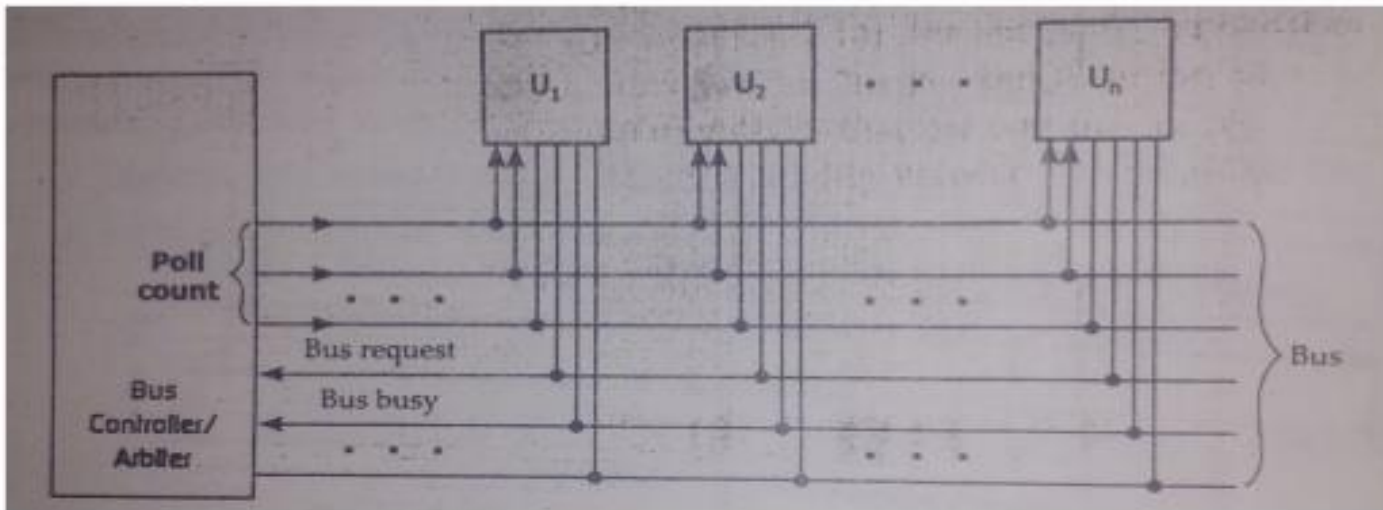 U1
U2
Un
Poll
count
Bus request
Bus busy
Bus
Controller/
Arbiter
Bus